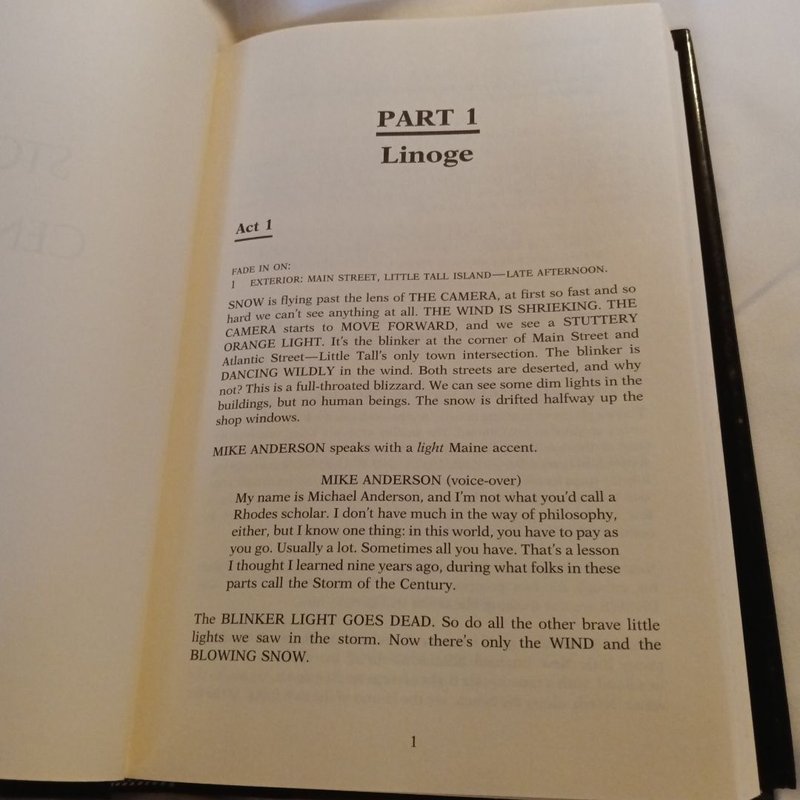 PART 1
Linoge
Act 1
FADE IN ON:
1 EXTERIOR: MAIN STREET, LITTLE TALL ISLAND—LATE AFTERNOON.
SNOW is flying past the lens of THE CAMERA, at first so fast and so
hard we can't see anything at all. THE WIND IS SHRIEKING. THE
CAMERA starts to MOVE FORWARD, and we see a STUTTERY
ORANGE LIGHT. It's the blinker at the corner of Main Street and
Atlantic Street—Little Tall's only town intersection. The blinker is
DANCING WILDLY in the wind. Both streets are deserted, and why
not? This is a full-throated blizzard. We can see some dim lights in the
buildings, but no human beings. The snow is drifted halfway up the
shop windows.
MIKE ANDERSON speaks with a light Maine accent.
MIKE ANDERSON (voice-over)
My name is Michael Anderson, and I'm not what you'd call a
Rhodes scholar. I don't have much in the way of philosophy,
either, but I know one thing: in this world, you have to pay as
you go. Usually a lot. Sometimes all you have. That's a lesson
I thought I learned nine years ago, during what folks in these
parts call the Storm of the Century.
The BLINKER LIGHT GOES DEAD. So do all the other brave little
lights we saw in the storm. Now there's only the WIND and the
BLOWING SNOW.
1